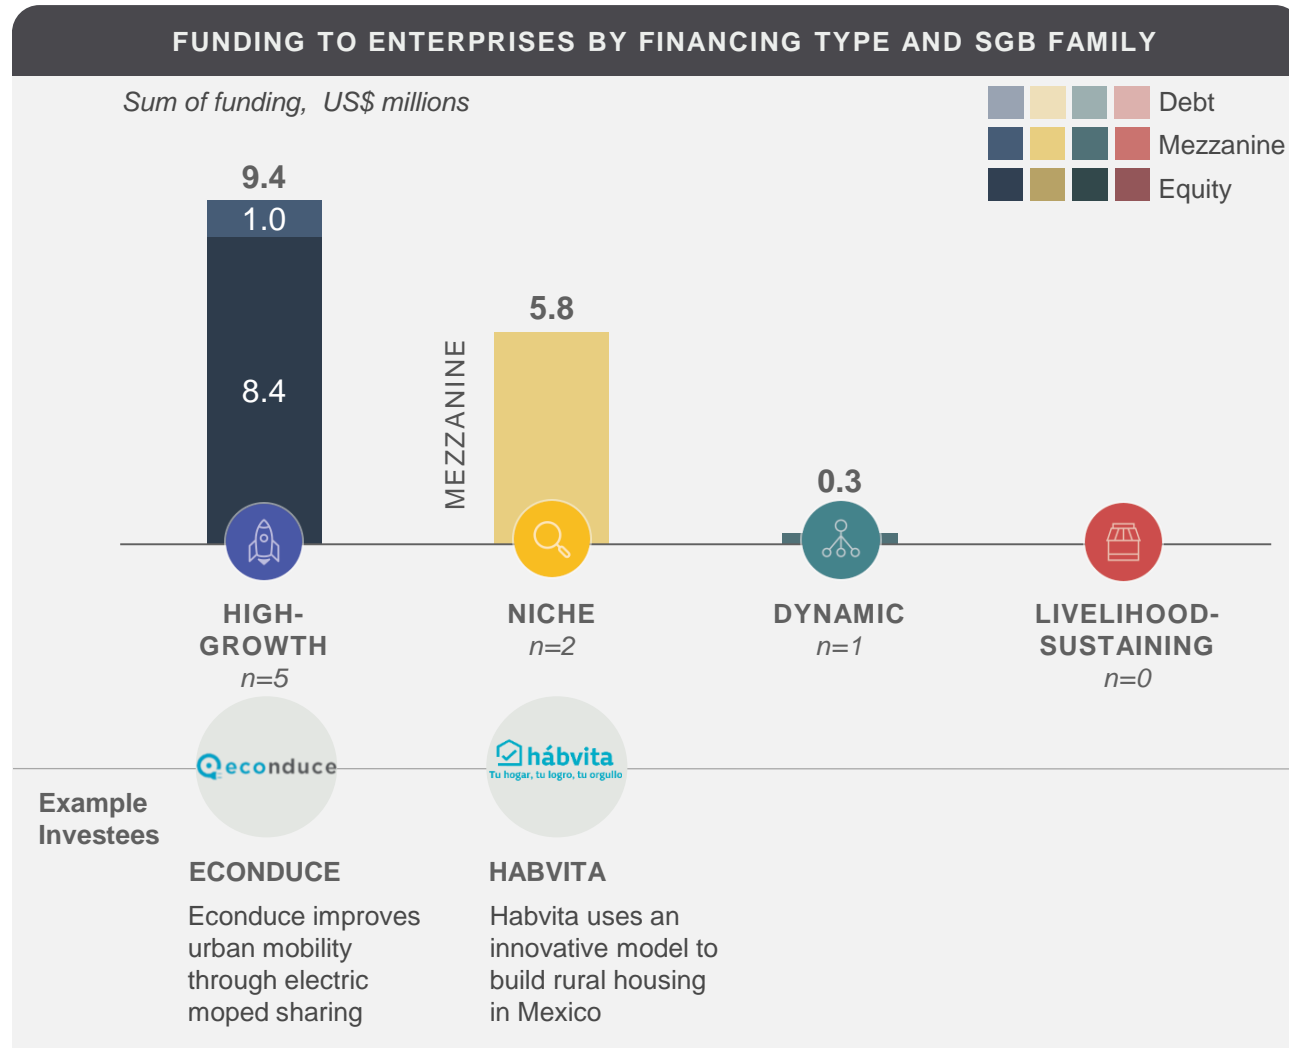 FUNDING TO ENTERPRISES BY FINANCING TYPE AND SGB FAMILY
Sum of funding, US$ millions
Debt
Mezzanine
Equity
9.4
1.0
8.4
MEZZANINE
5.8
0.3
HIGH-
GROWTH
n=5
NICHE
n=2
DYNAMIC
n=1
LIVELIHOOD-
SUSTAINING
n=0
econduce
hábvita
Tu hogar, tu logro, tu orgullo
Example
Investees
ECONDUCE
Econduce improves
urban mobility
through electric
moped sharing
HABVITA
Habvita uses an
innovative model to
build rural housing
in Mexico